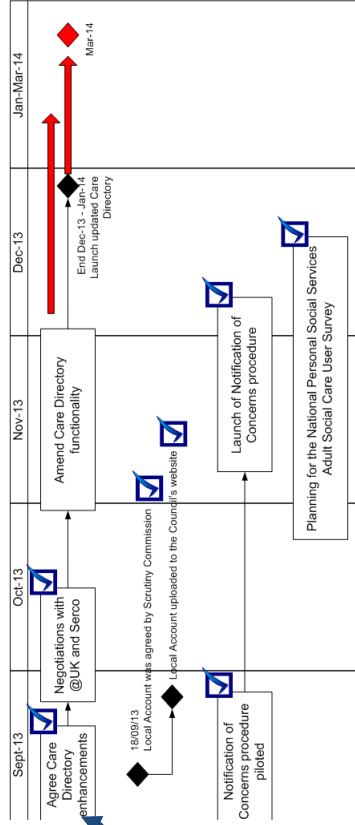 Sept-13
Oct-13
Nov-13
Dec-13
Jan-Mar-14
Agree Care
Directory
enhancements
Negotiations with
@UK and Serco
Amend Care Directory
functionality
End Dec-13 - Jan-14
Launch updated Care
Directory
Mar-14
18/09/13
Local Account was agreed by Scrutiny Commission
Local Account uploaded to the Council's website
Notification of
Concerns procedure
piloted
Launch of Notification of
Concerns procedure
Planning for the National Personal Social Services
Adult Social Care User Survey